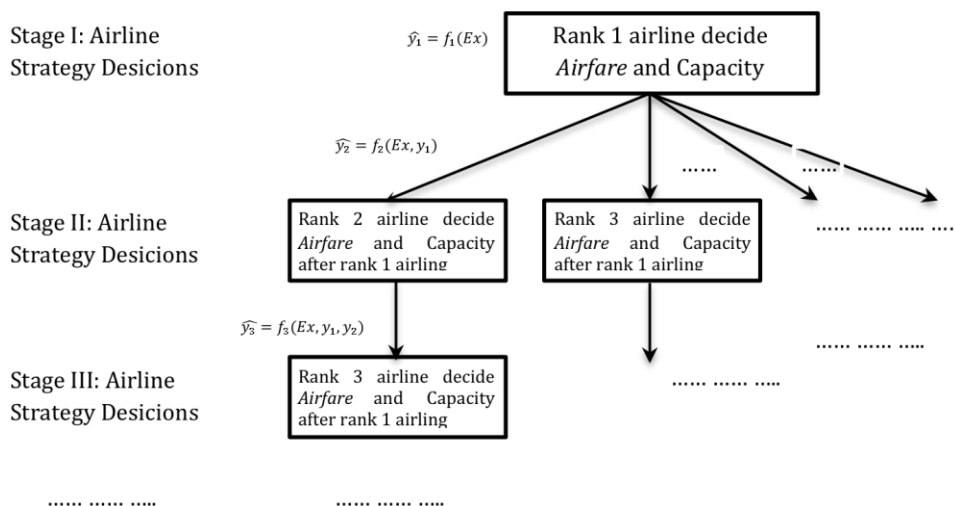 Stage I: Airline
Strategy Desicions
ŷ₁ = f₁(Ex)
Rank 1 airline decide
Airfare and Capacity
ŷ₂ = f₂(Ex, y₁)
......
......
Stage II: Airline
Strategy Desicions
Rank 2 airline decide
Airfare and Capacity
after rank 1 airling
Rank 3 airline decide
Airfare and Capacity
after rank 1 airling
...... ...... ..... ....
ŷ₃ = f₃(Ex, y₁, y₂)
...... ...... .....
Stage III: Airline
Strategy Desicions
Rank 3 airline decide
Airfare and Capacity
after rank 1 airling
...... ...... .....
...... ...... .....
...... ...... .....